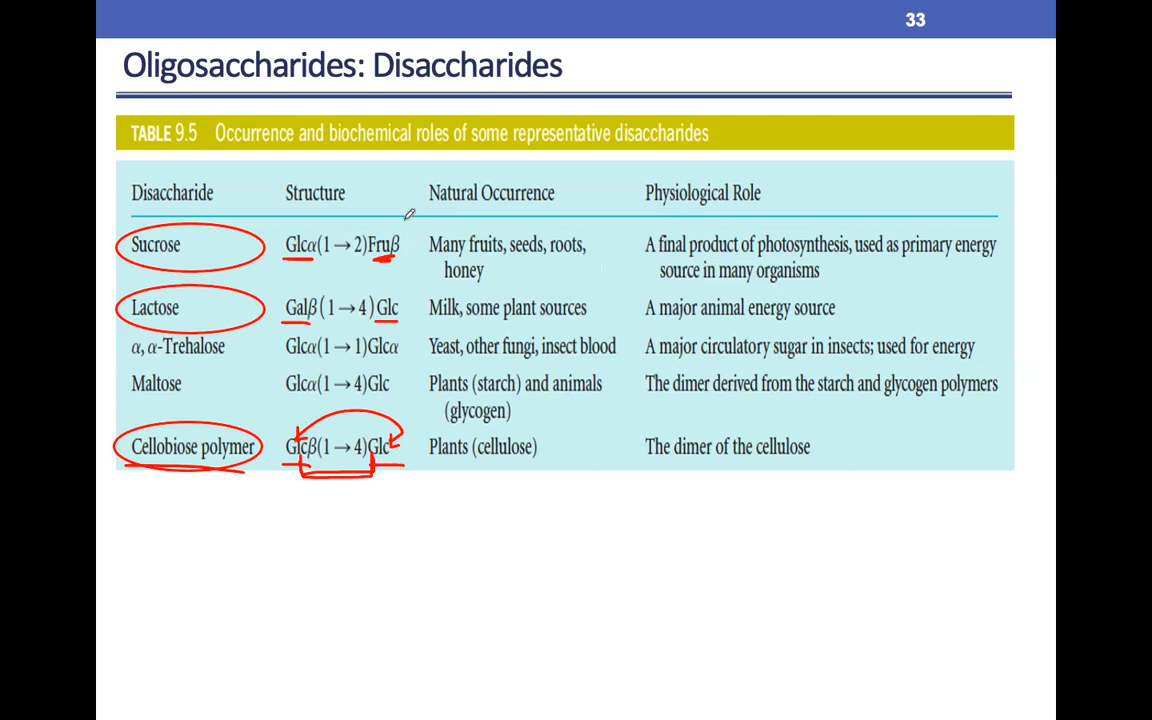 33
Oligosaccharides: Disaccharides
TABLE 9.5 Occurrence and biochemical roles of some representative disaccharides
Disaccharide Structure Natural Occurrence Physiological Role
Sucrose Glcα(1→2)Fruβ Many fruits, seeds, roots, A final product of photosynthesis, used as primary energy
honey source in many organisms
Lactose Galβ(1→4)Glc Milk, some plant sources A major animal energy source
α, α-Trehalose Glcα(1→1)Glcα Yeast, other fungi, insect blood A major circulatory sugar in insects; used for energy
Maltose Glcα(1→4)Glc Plants (starch) and animals The dimer derived from the starch and glycogen polymers
(glycogen)
Cellobiose polymer Glcβ(1→4)Glc Plants (cellulose) The dimer of the cellulose